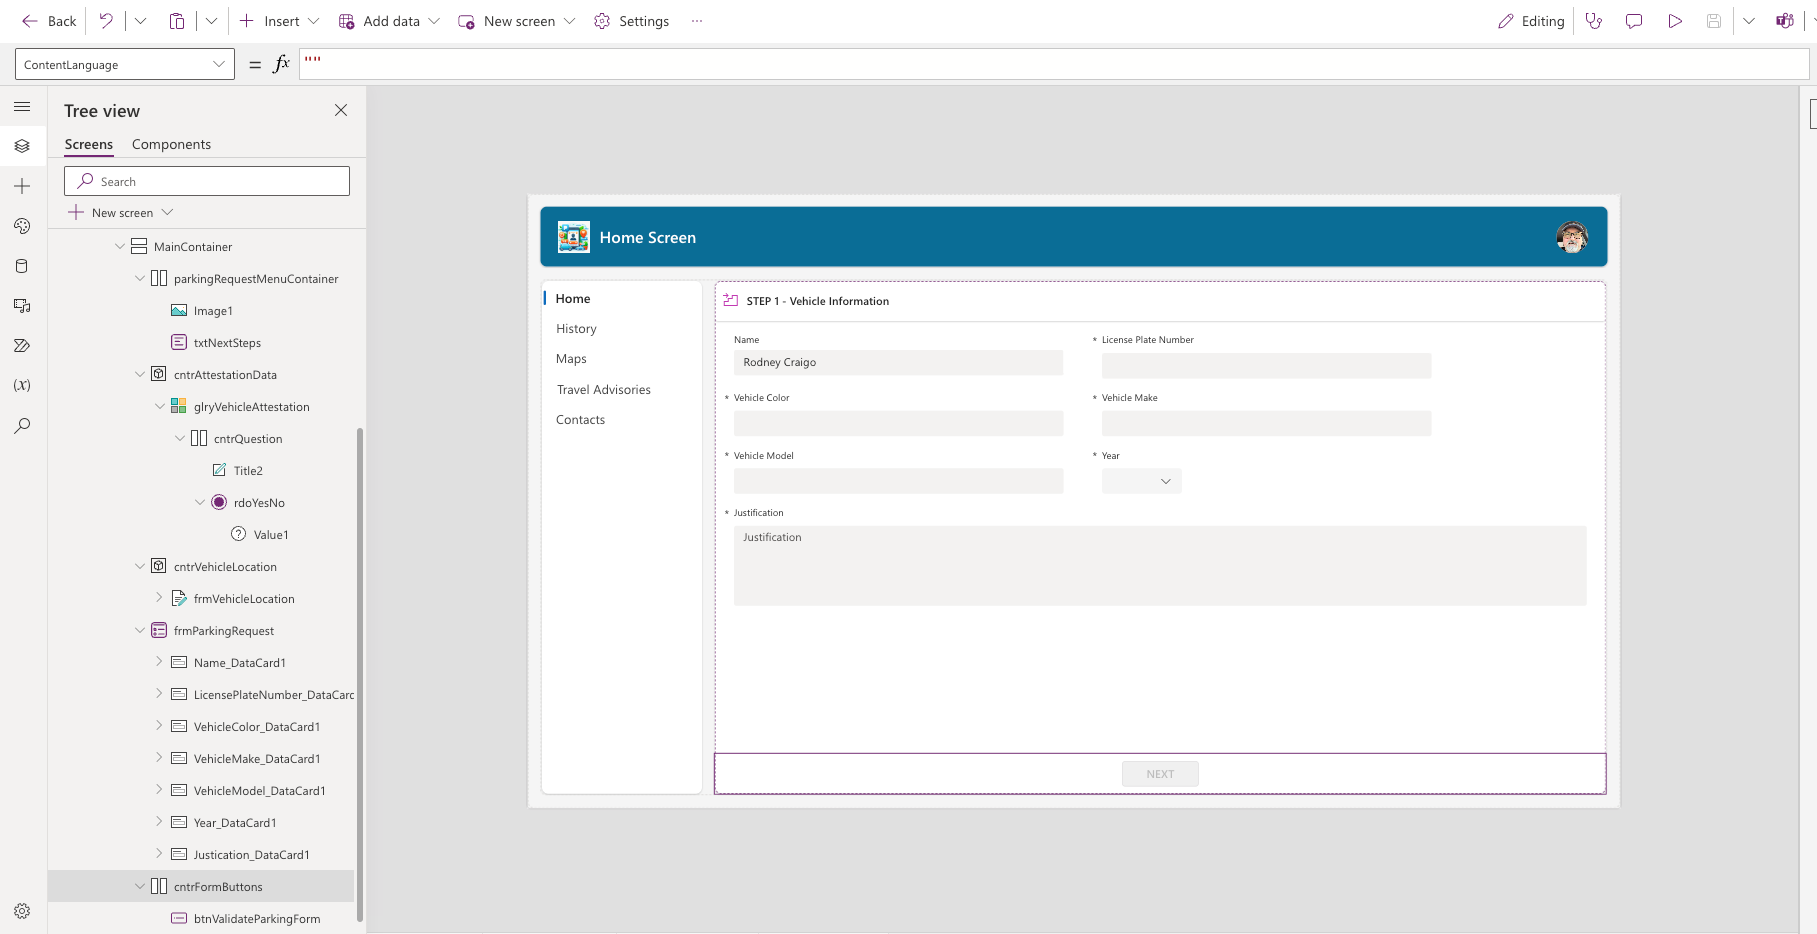 Back
Insert
Add data
New screen
Settings
Editing
ContentLanguage
= fx ""
Tree view
Screens Components
Search
New screen
MainContainer
parkingRequestMenuContainer
Image1
txtNextSteps
cntrAttestationData
glryVehicleAttestation
cntrQuestion
Title2
rdoYesNo
Value1
cntrVehicleLocation
frmVehicleLocation
frmParkingRequest
Name_DataCard1
LicensePlateNumber_DataCard
VehicleColor_DataCard1
VehicleMake_DataCard1
VehicleModel_DataCard1
Year_DataCard1
Justication_DataCard1
cntrFormButtons
btnValidateParkingForm
(x)
Home Screen
Home
History
Maps
Travel Advisories
Contacts
STEP 1 - Vehicle Information
Name
Rodney Craigo
* License Plate Number
* Vehicle Color
* Vehicle Make
* Vehicle Model
* Year
* Justification
Justification
NEXT